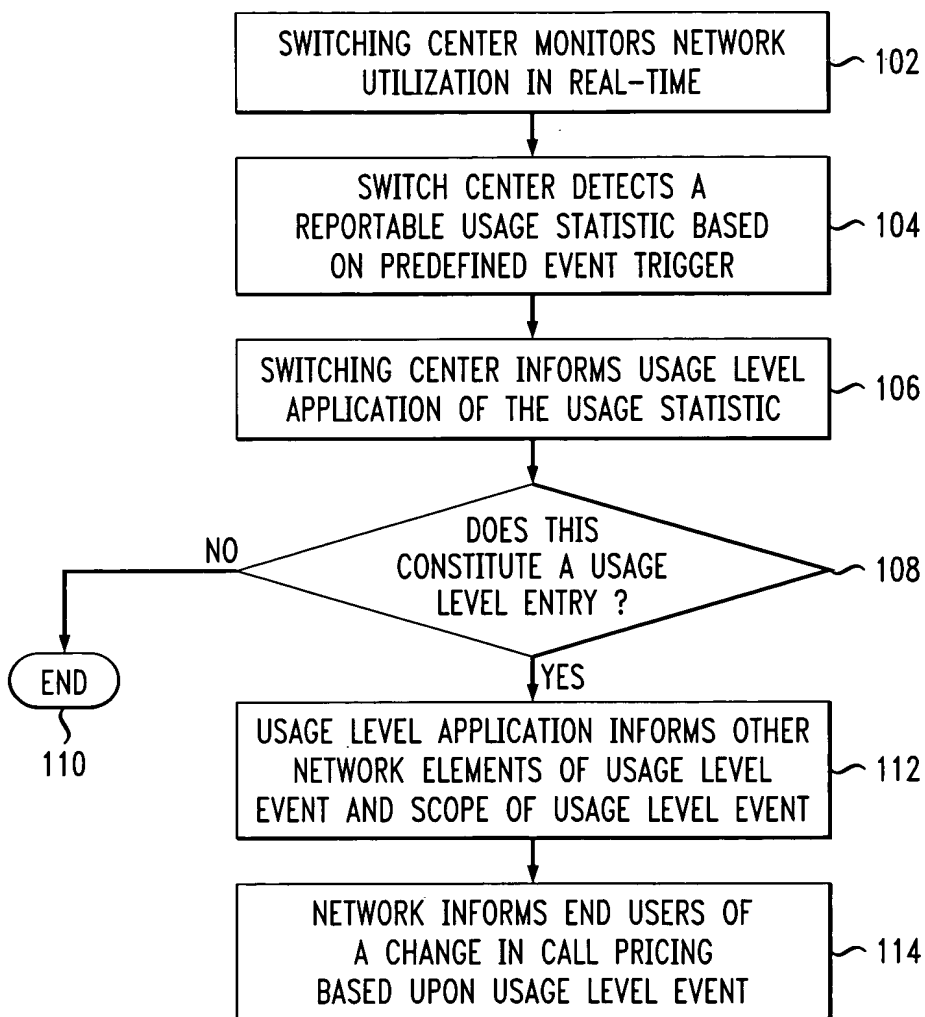 SWITCHING CENTER MONITORS NETWORK
UTILIZATION IN REAL-TIME
102
SWITCH CENTER DETECTS A
REPORTABLE USAGE STATISTIC BASED
ON PREDEFINED EVENT TRIGGER
104
SWITCHING CENTER INFORMS USAGE LEVEL
APPLICATION OF THE USAGE STATISTIC
106
DOES THIS
CONSTITUTE A USAGE
LEVEL ENTRY ?
108
NO
END
110
YES
USAGE LEVEL APPLICATION INFORMS OTHER
NETWORK ELEMENTS OF USAGE LEVEL
EVENT AND SCOPE OF USAGE LEVEL EVENT
112
NETWORK INFORMS END USERS OF
A CHANGE IN CALL PRICING
BASED UPON USAGE LEVEL EVENT
114